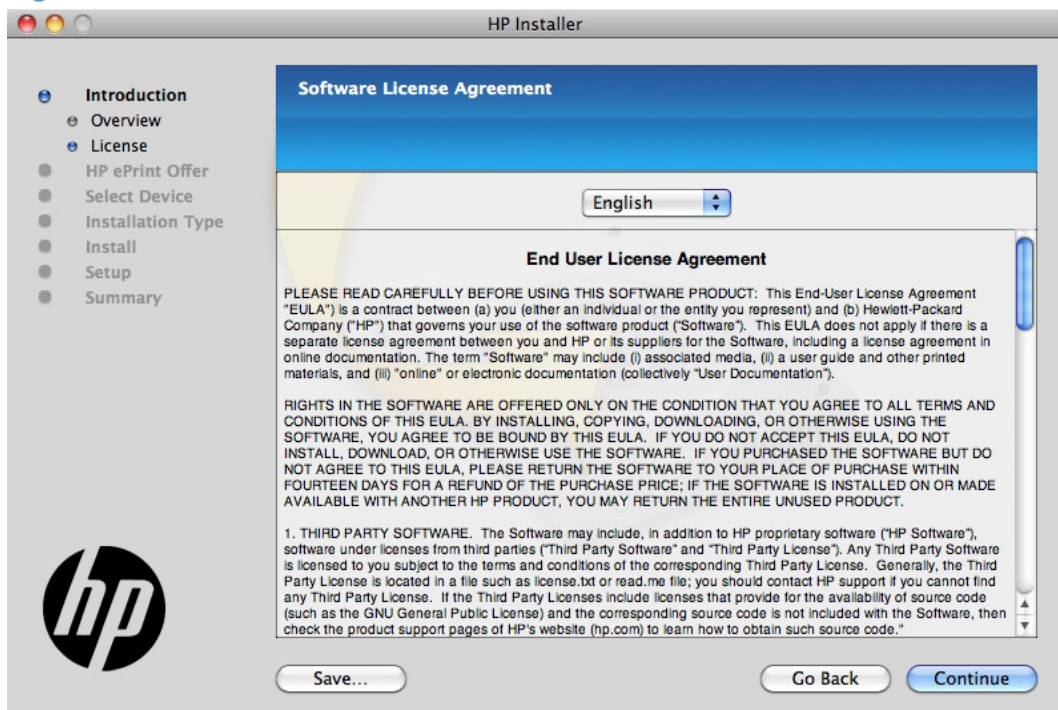 HP Installer
Introduction
Overview
License
HP ePrint Offer
Select Device
Installation Type
Install
Setup
Summary
Software License Agreement
English
End User License Agreement
PLEASE READ CAREFULLY BEFORE USING THIS SOFTWARE PRODUCT: This End-User License Agreement
"EULA") is a contract between (a) you (either an individual or the entity you represent) and (b) Hewlett-Packard
Company ("HP") that governs your use of the software product ("Software"). This EULA does not apply if there is a
separate license agreement between you and HP or its suppliers for the Software, including a license agreement in
online documentation. The term "Software" may include (i) associated media, (ii) a user guide and other printed
materials, and (iii) "online" or electronic documentation (collectively "User Documentation").
RIGHTS IN THE SOFTWARE ARE OFFERED ONLY ON THE CONDITION THAT YOU AGREE TO ALL TERMS AND
CONDITIONS OF THIS EULA. BY INSTALLING, COPYING, DOWNLOADING, OR OTHERWISE USING THE
SOFTWARE, YOU AGREE TO BE BOUND BY THIS EULA. IF YOU DO NOT ACCEPT THIS EULA, DO NOT
INSTALL, DOWNLOAD, OR OTHERWISE USE THE SOFTWARE. IF YOU PURCHASED THE SOFTWARE BUT DO
NOT AGREE TO THIS EULA, PLEASE RETURN THE SOFTWARE TO YOUR PLACE OF PURCHASE WITHIN
FOURTEEN DAYS FOR A REFUND OF THE PURCHASE PRICE; IF THE SOFTWARE IS INSTALLED ON OR MADE
AVAILABLE WITH ANOTHER HP PRODUCT, YOU MAY RETURN THE ENTIRE UNUSED PRODUCT.
1. THIRD PARTY SOFTWARE. The Software may include, in addition to HP proprietary software ("HP Software"),
software under licenses from third parties ("Third Party Software" and "Third Party License"). Any Third Party Software
is licensed to you subject to the terms and conditions of the corresponding Third Party License. Generally, the Third
Party License is located in a file such as license.txt or read.me file; you should contact HP support if you cannot find
any Third Party License. If the Third Party Licenses include licenses that provide for the availability of source code
(such as the GNU General Public License) and the corresponding source code is not included with the Software, then
check the product support pages of HP's website (hp.com) to learn how to obtain such source code."
hp
Save...
Go Back
Continue